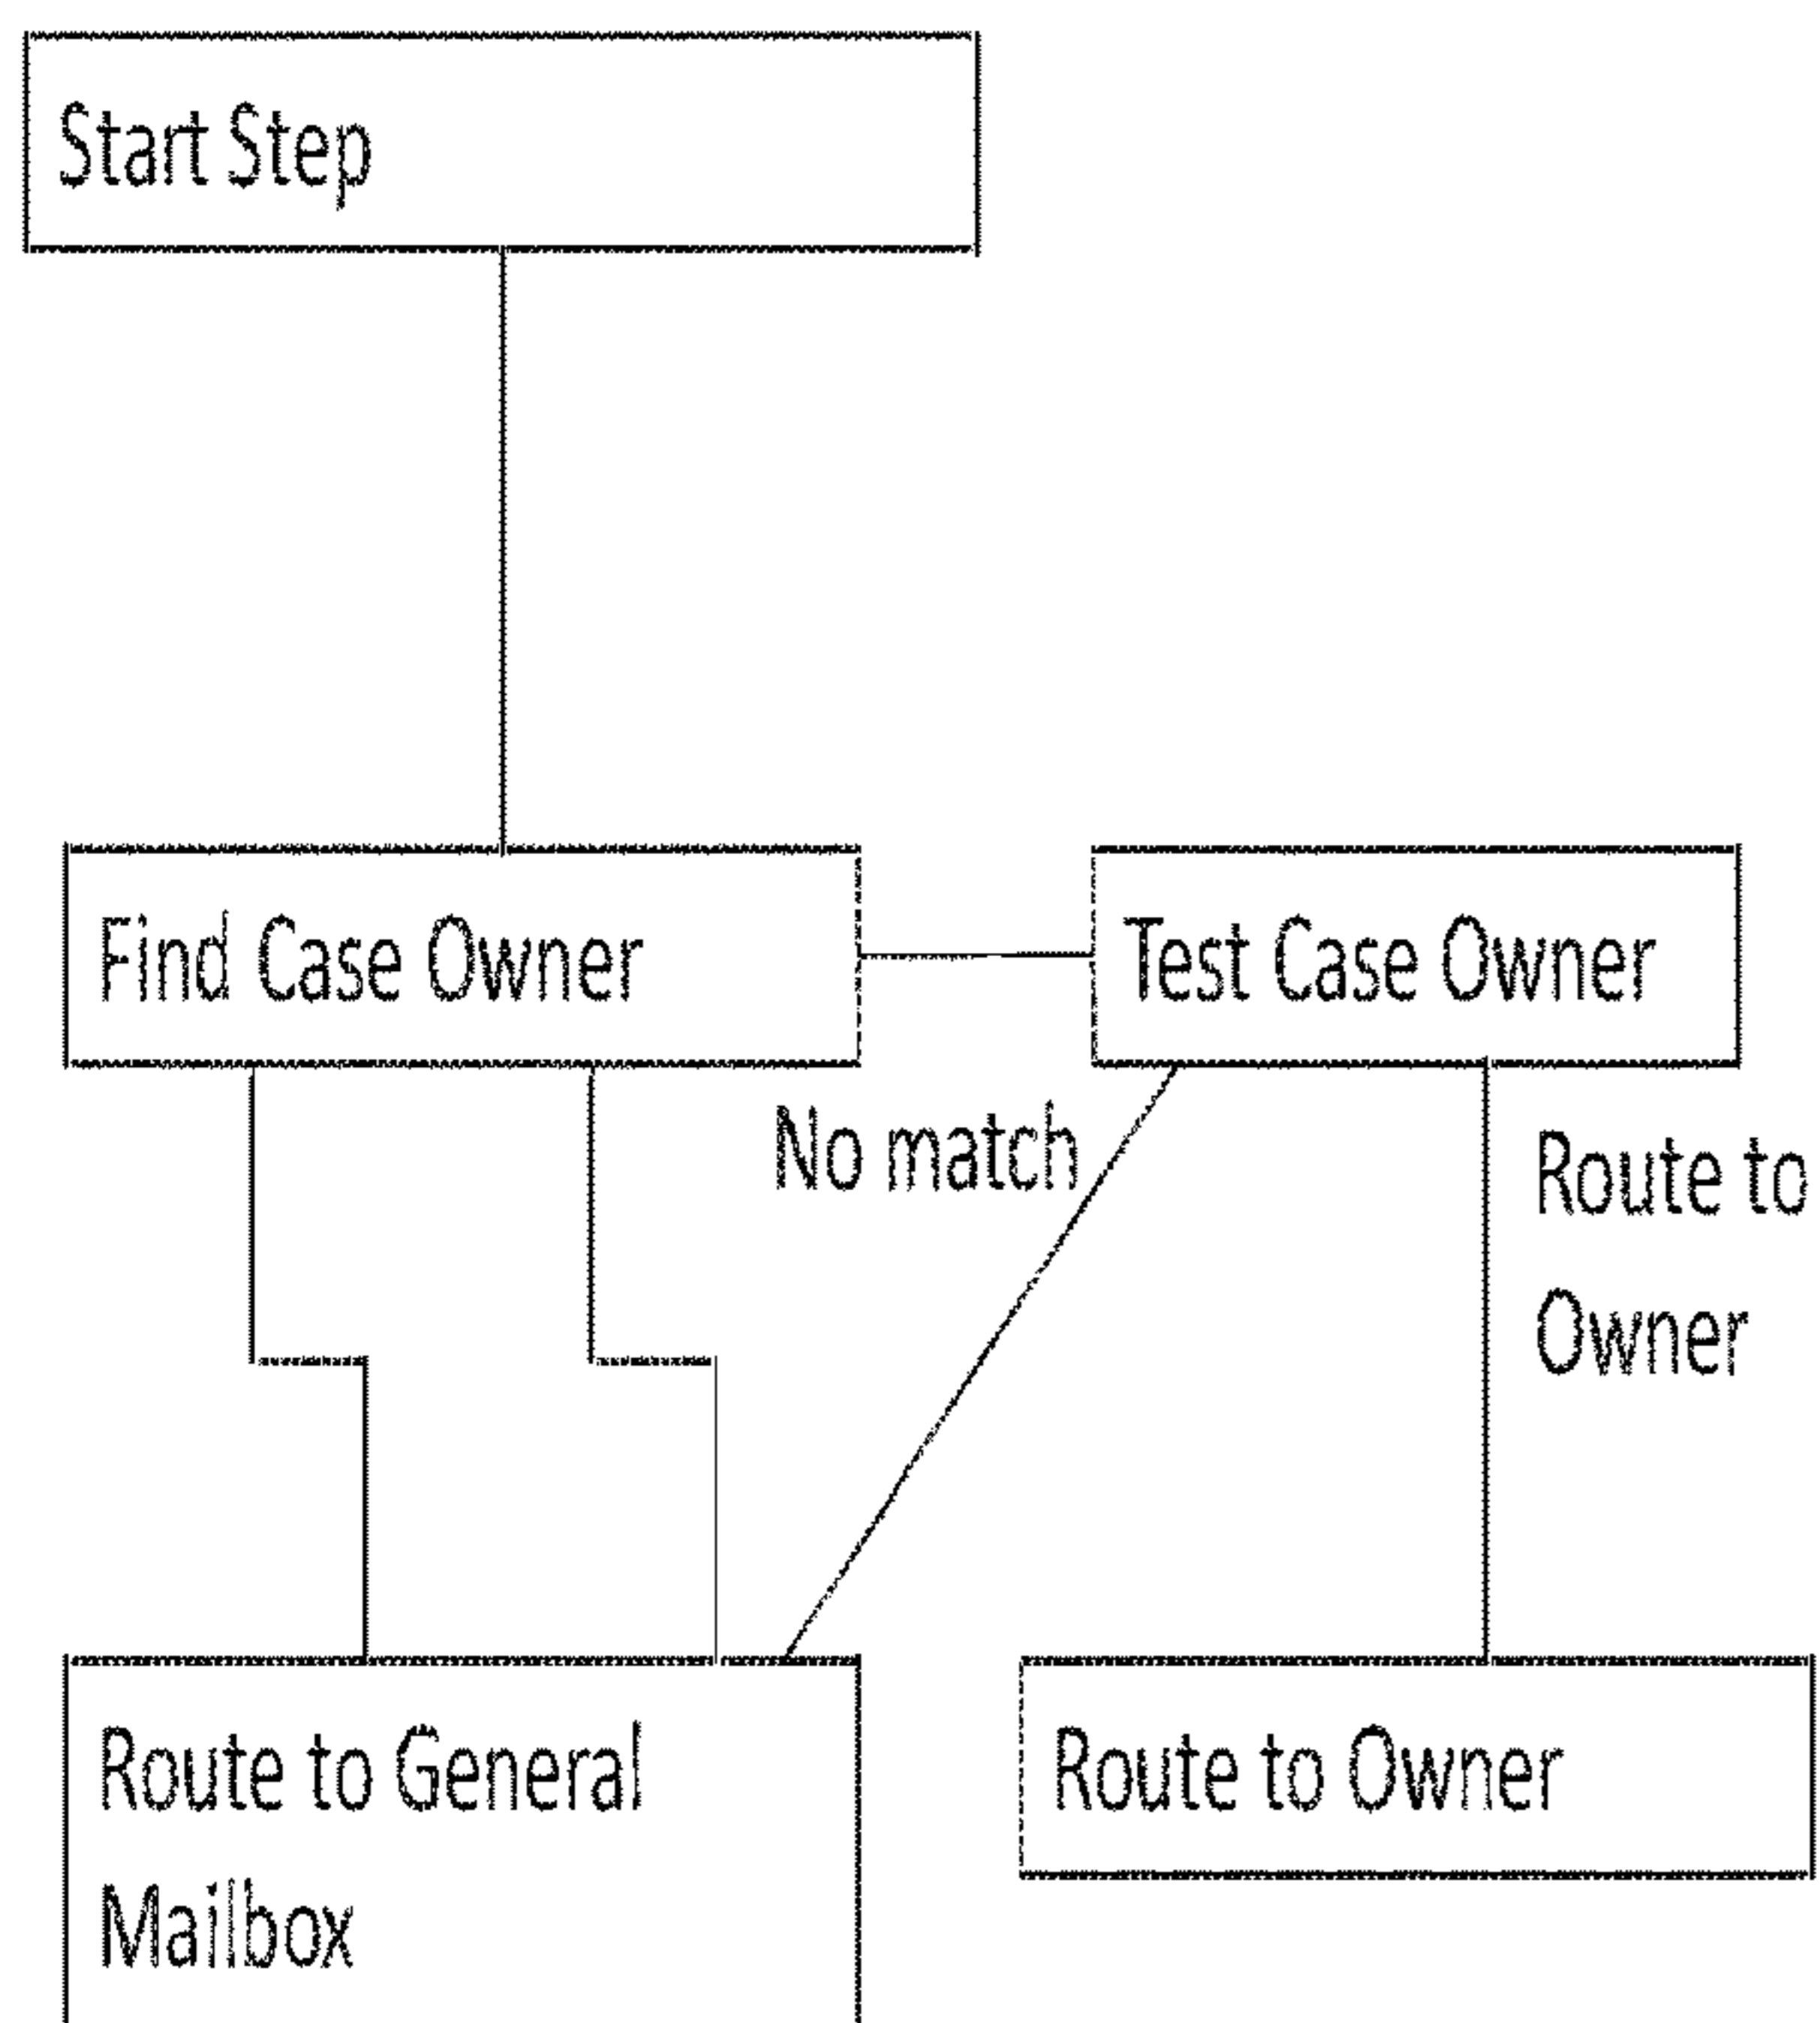 Start Step
Find Case Owner
Test Case Owner
No match
Route to
Owner
Route to General
Mailbox
Route to Owner